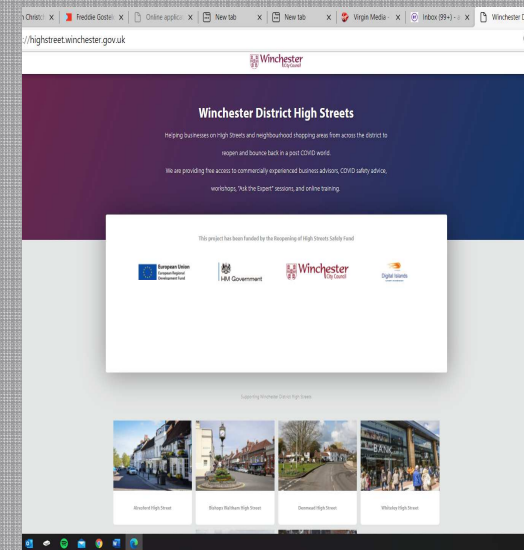 Christ
Freddie Gosteli
Online applicat
New tab
New tab
Virgin Media -
Inbox (99+) - a
Winchester D
://highstreet.winchester.gov.uk
Winchester
City Council
Winchester District High Streets
Helping businesses on High Streets and neighbourhood shopping areas from across the district to
reopen and bounce back in a post COVID world.
We are providing free access to commercially experienced business advisors, COVID safety advice,
workshops, "Ask the Expert" sessions, and online training.
This project has been funded by the Reopening of High Streets Safely Fund
European Union
European Regional
Development Fund
HM Government
Winchester
City Council
Digital Islands
Supporting Winchester District High Streets
Alresford High Street
Bishops Waltham High Street
Denmead High Street
Whiteley High Street
BANK